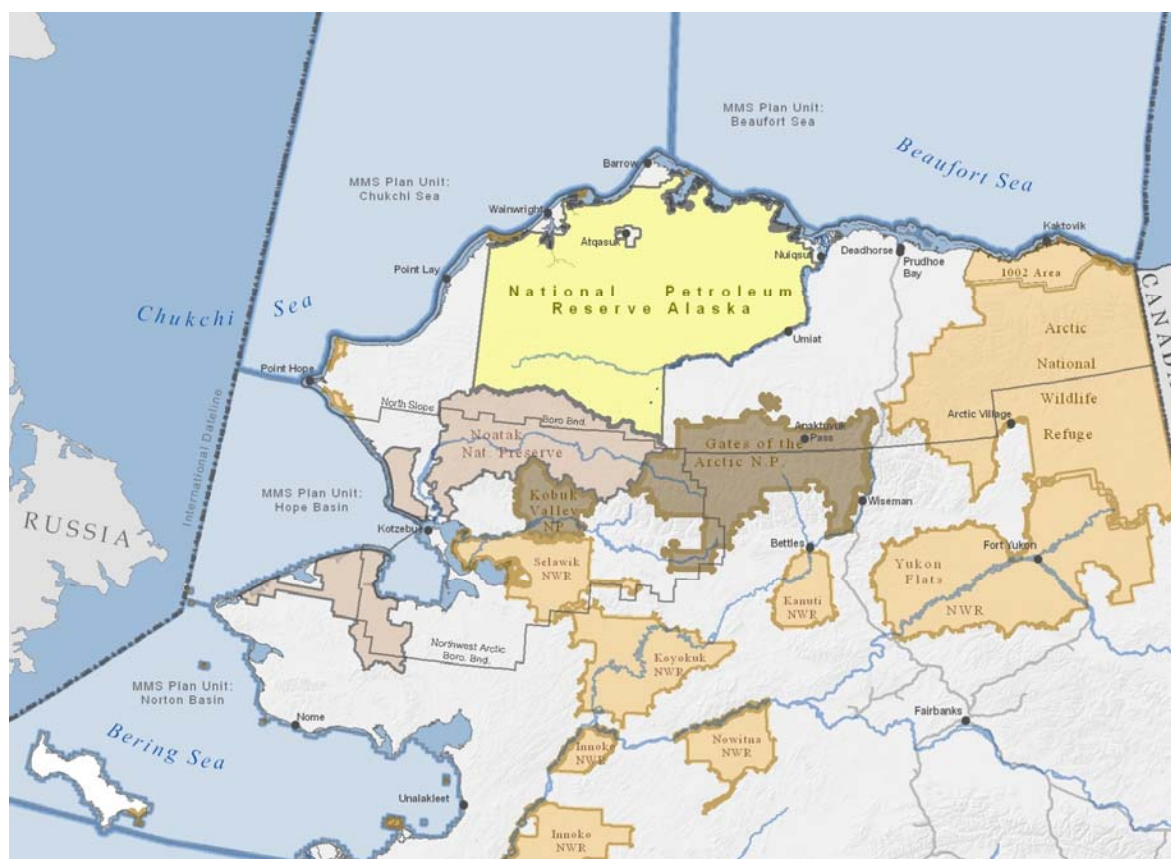 MMS Plan Unit:
Beaufort Sea
Beaufort Sea
Barrow
MMS Plan Unit:
Chukchi Sea
Wainwright
Atqasuk
Kaktovik
Nuiqsut
Deadhorse
Prudhoe
Bay
1002 Area
Point Lay
CANADA
National Petroleum
Reserve Alaska
Chukchi Sea
Umiat
Arctic
National
Wildlife
Refuge
Point Hope
International Dateline
North Slope
Boro Bnd.
Arctic Village
Anaktuvuk
Pass
Noatak
Nat. Preserve
Gates of the
Arctic N.P.
MMS Plan Unit:
Hope Basin
Kobuk
Valley
NP
Wiseman
RUSSIA
Kotzebue
Bettles
Fort Yukon
Selawik
NWR
Yukon
Flats
NWR
Kanuti
NWR
Northwest Arctic
Boro. Bnd.
Koyokuk
NWR
MMS Plan Unit:
Norton Basin
Nome
Fairbanks
Bering Sea
Innoko
NWR
Nowitna
NWR
Unalakleet
Innoko
NWR